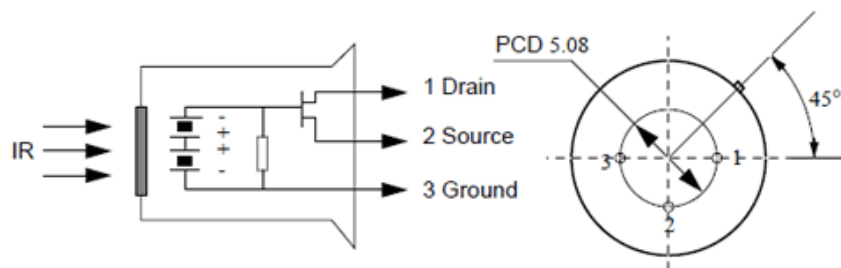 IR
-
+
+
-
1 Drain
2 Source
3 Ground
PCD 5.08
45°
3
1
2